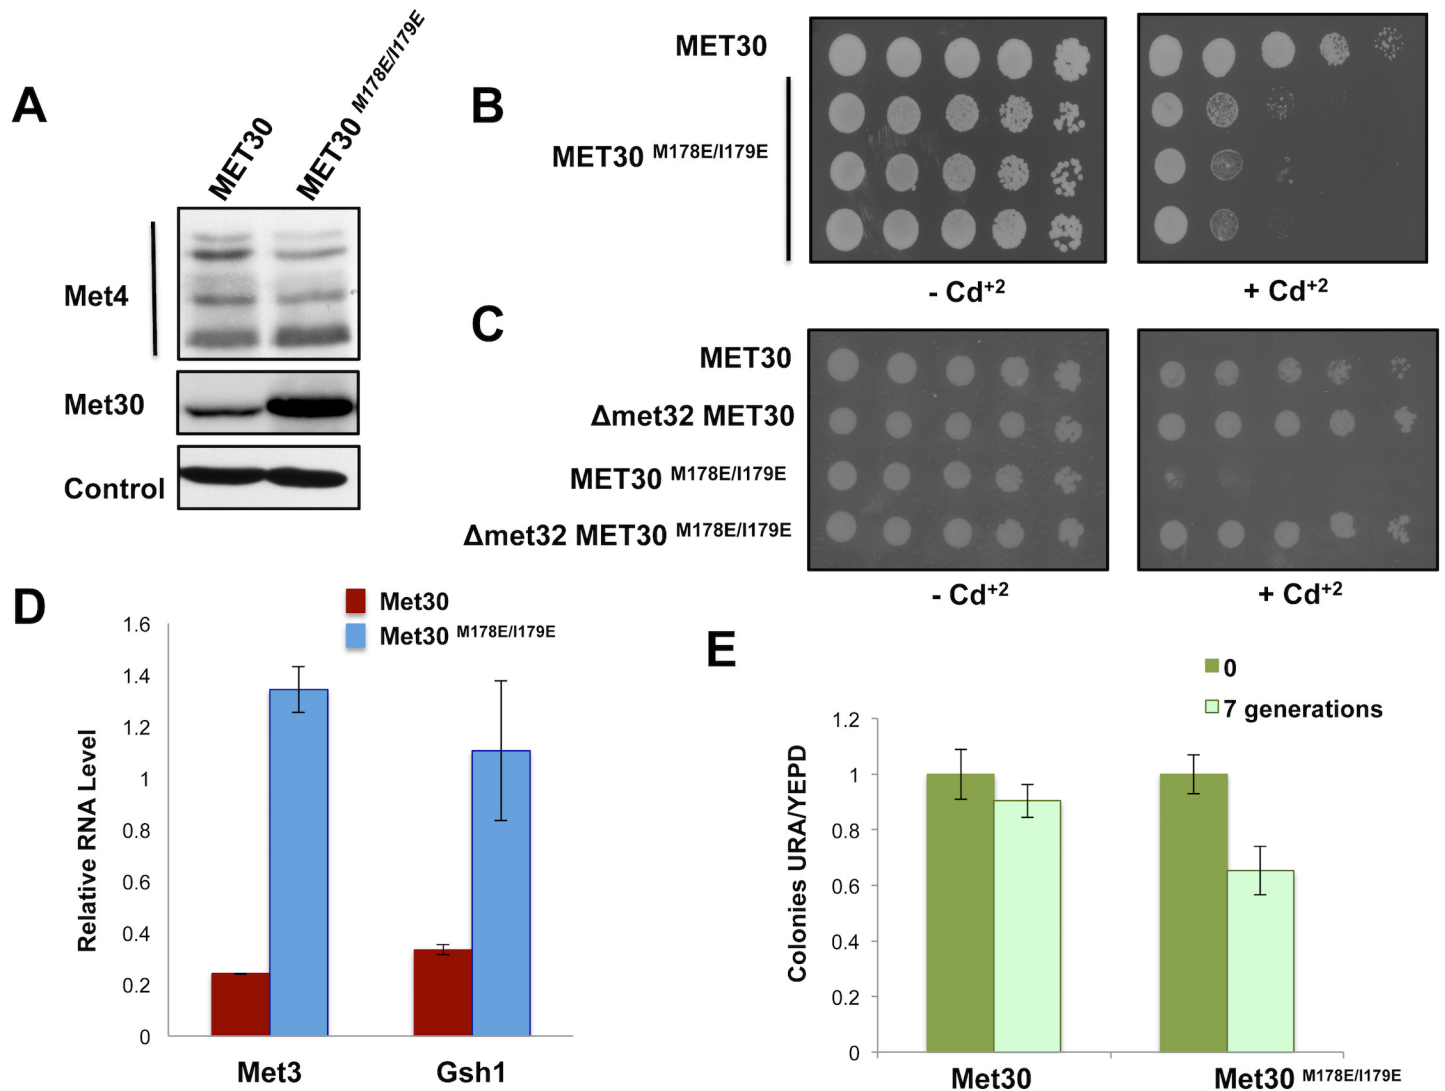 A
MET30
MET30 M178E/I179E
Met4
Met30
Control
B
MET30
MET30 M178E/I179E
- Cd+2
+ Cd+2
C
MET30
Δmet32 MET30
MET30 M178E/I179E
Δmet32 MET30 M178E/I179E
- Cd+2
+ Cd+2
D
Met30
Met30 M178E/I179E
Relative RNA Level
1.6
1.4
1.2
1
0.8
0.6
0.4
0.2
0
Met3
Gsh1
E
0
7 generations
Colonies URA/YEPD
1.2
1
0.8
0.6
0.4
0.2
0
Met30
Met30 M178E/I179E